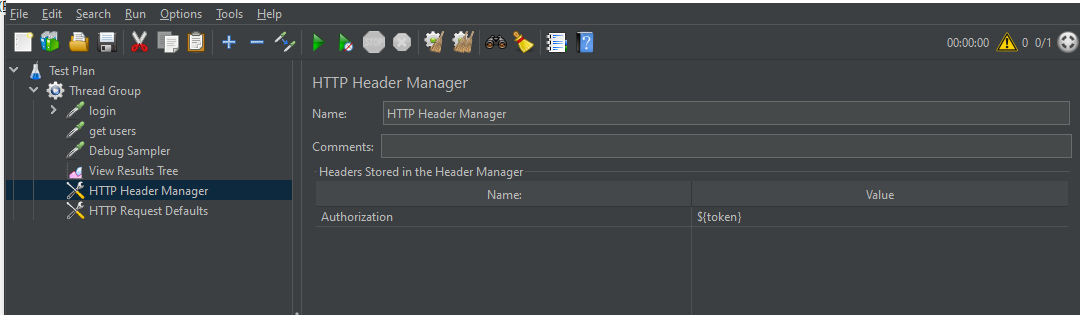 File Edit Search Run Options Tools Help
STOP
00:00:00 0 0/1
Test Plan
Thread Group
login
get users
Debug Sampler
View Results Tree
HTTP Header Manager
HTTP Request Defaults
HTTP Header Manager
Name: HTTP Header Manager
Comments:
Headers Stored in the Header Manager
Name: Value
Authorization ${token}